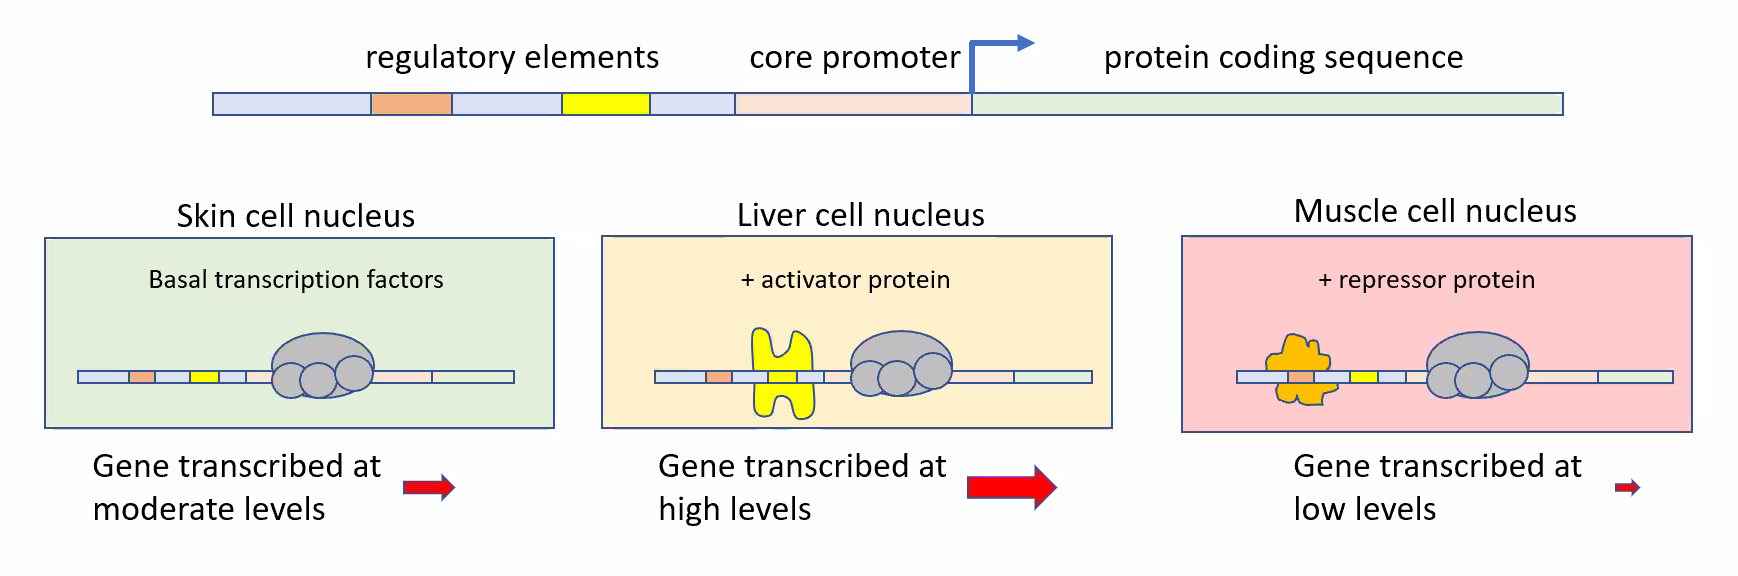 regulatory elements
core promoter
protein coding sequence
Skin cell nucleus
Basal transcription factors
Gene transcribed at
moderate levels
Liver cell nucleus
+ activator protein
Gene transcribed at
high levels
Muscle cell nucleus
+ repressor protein
Gene transcribed at
low levels